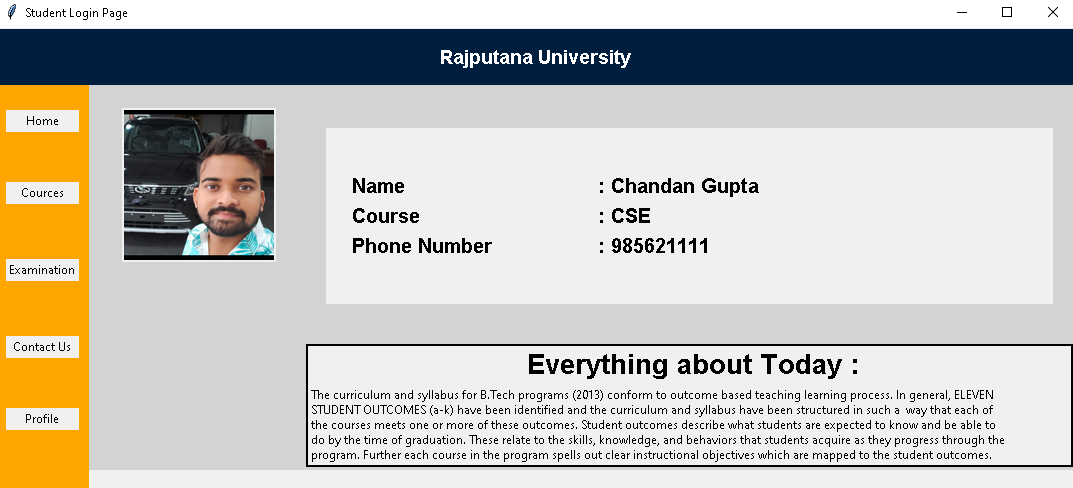 Student Login Page
Rajputana University
Home
Cources
Examination
Contact Us
Profile
Name : Chandan Gupta
Course : CSE
Phone Number : 985621111
Everything about Today :
The curriculum and syllabus for B.Tech programs (2013) conform to outcome based teaching learning process. In general, ELEVEN
STUDENT OUTCOMES (a-k) have been identified and the curriculum and syllabus have been structured in such a way that each of
the courses meets one or more of these outcomes. Student outcomes describe what students are expected to know and be able to
do by the time of graduation. These relate to the skills, knowledge, and behaviors that students acquire as they progress through the
program. Further each course in the program spells out clear instructional objectives which are mapped to the student outcomes.